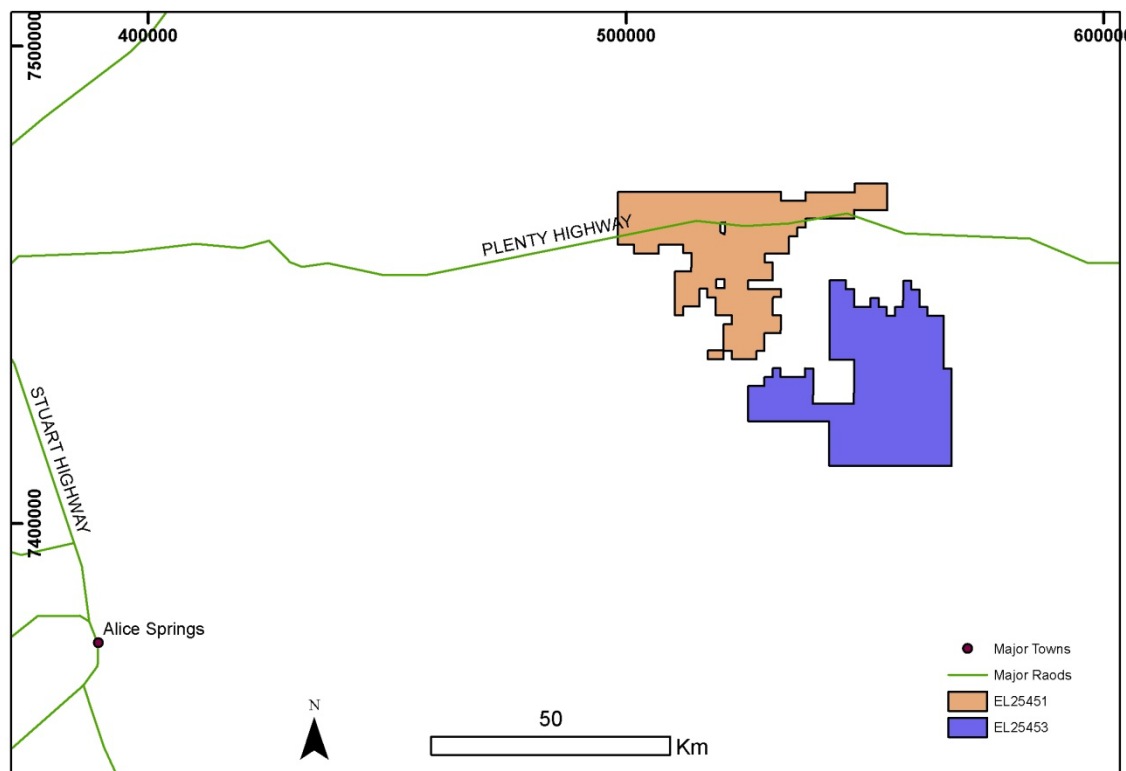 400000
500000
600000
7500000
PLENTY HIGHWAY
STUART HIGHWAY
7400000
Alice Springs
Major Towns
Major Raods
EL25451
EL25453
N
50
Km